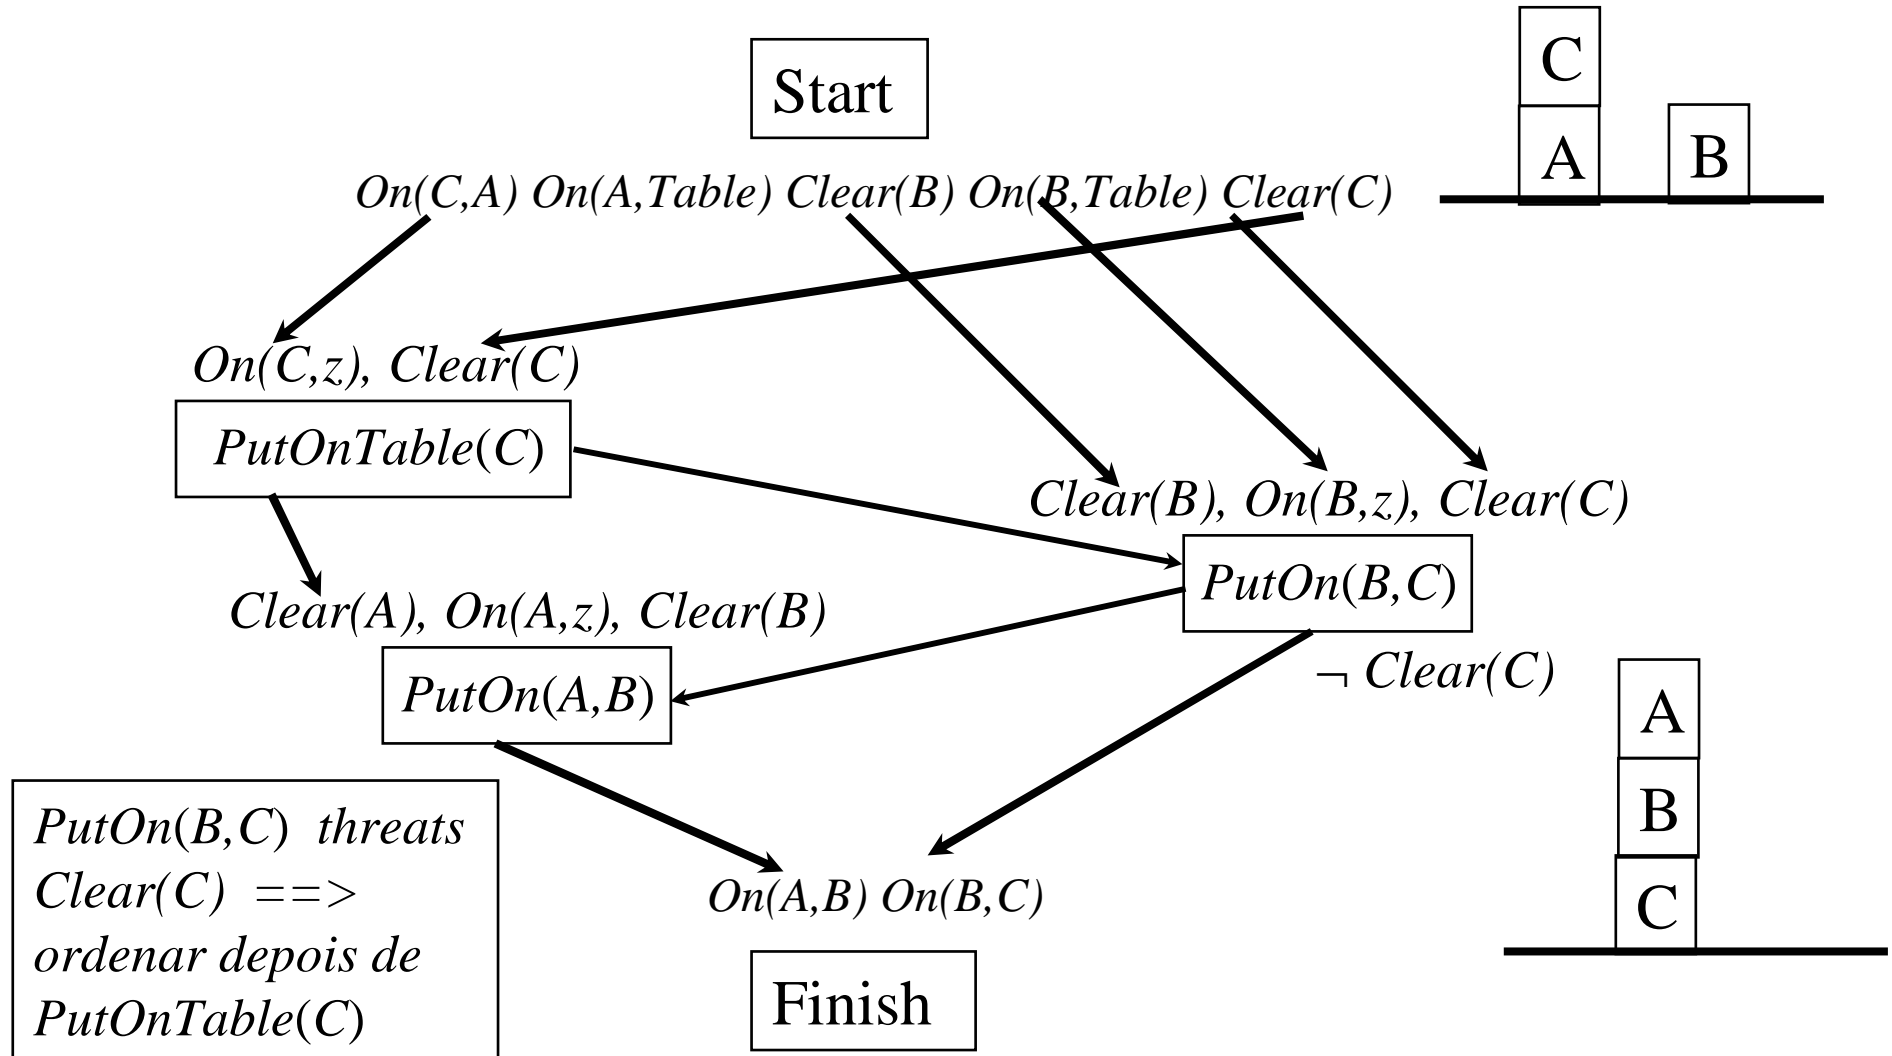 C
Start
A
B
On(C,A) On(A,Table) Clear(B) On(B,Table) Clear(C)
On(C,z), Clear(C)
PutOnTable(C)
Clear(B), On(B,z), Clear(C)
PutOn(B,C)
Clear(A), On(A,z), Clear(B)
PutOn(A,B)
¬ Clear(C)
A
B
C
PutOn(B,C) threats
Clear(C) ==>
ordenar depois de
PutOnTable(C)
On(A,B) On(B,C)
Finish